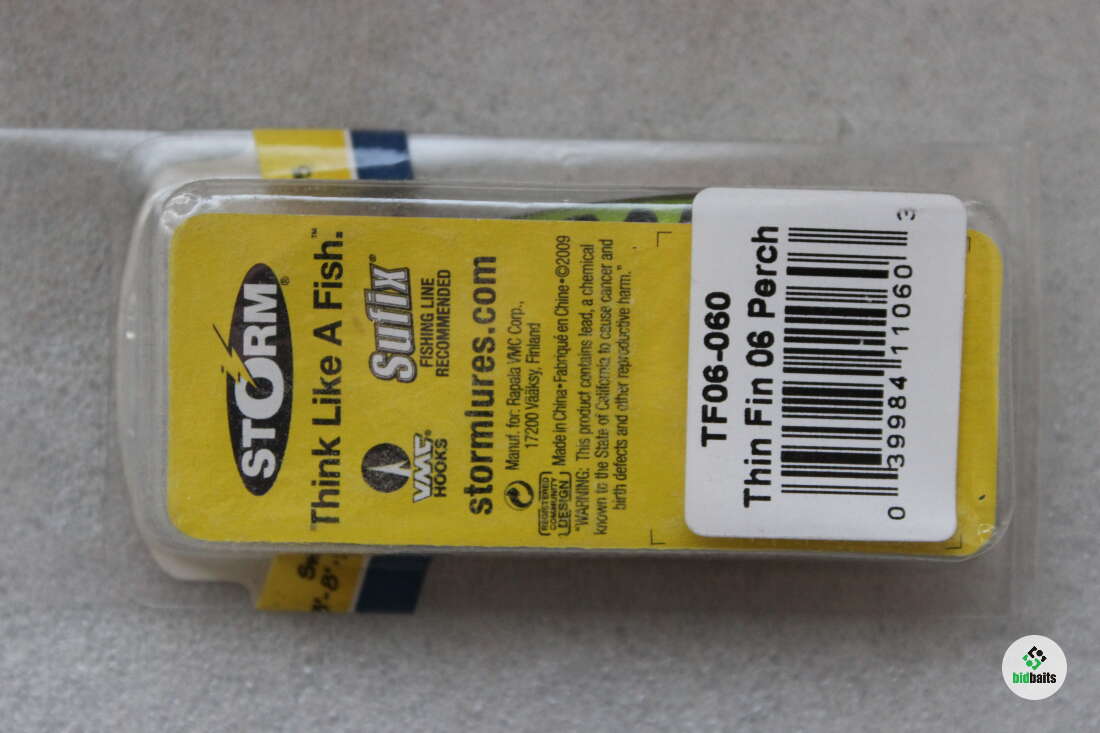 STORM®
Think Like A Fish.™
VMC®
HOOKS
Sufix®
FISHING LINE
RECOMMENDED
stormlures.com
Manuf. for: Rapala VMC Corp.,
17200 Vääksy, Finland
REGISTERED
COMMUNITY
DESIGN
Made in China•Fabriqué en Chine•©2009
"WARNING: This product contains lead, a chemical
known to the State of California to cause cancer and
birth defects and other reproductive harm."
TF06-060
Thin Fin 06 Perch
0 39984 11060 3
bidbaits